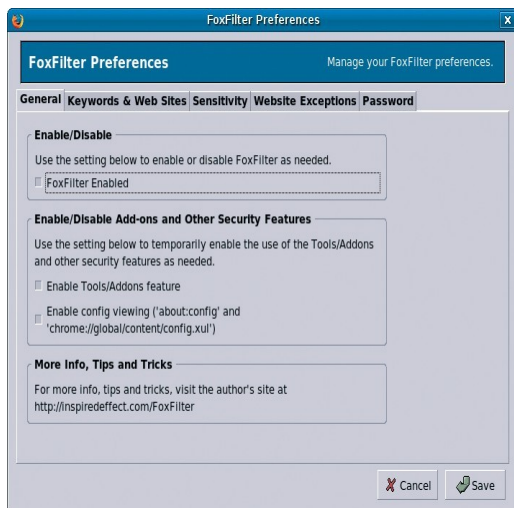 FoxFilter Preferences
FoxFilter Preferences
Manage your FoxFilter preferences.
General Keywords & Web Sites Sensitivity Website Exceptions Password
Enable/Disable
Use the setting below to enable or disable FoxFilter as needed.
FoxFilter Enabled
Enable/Disable Add-ons and Other Security Features
Use the setting below to temporarily enable the use of the Tools/Addons
and other security features as needed.
Enable Tools/Addons feature
Enable config viewing ('about:config' and
'chrome://global/content/config.xul')
More Info, Tips and Tricks
For more info, tips and tricks, visit the author's site at
http://inspiredeffect.com/FoxFilter
Cancel Save